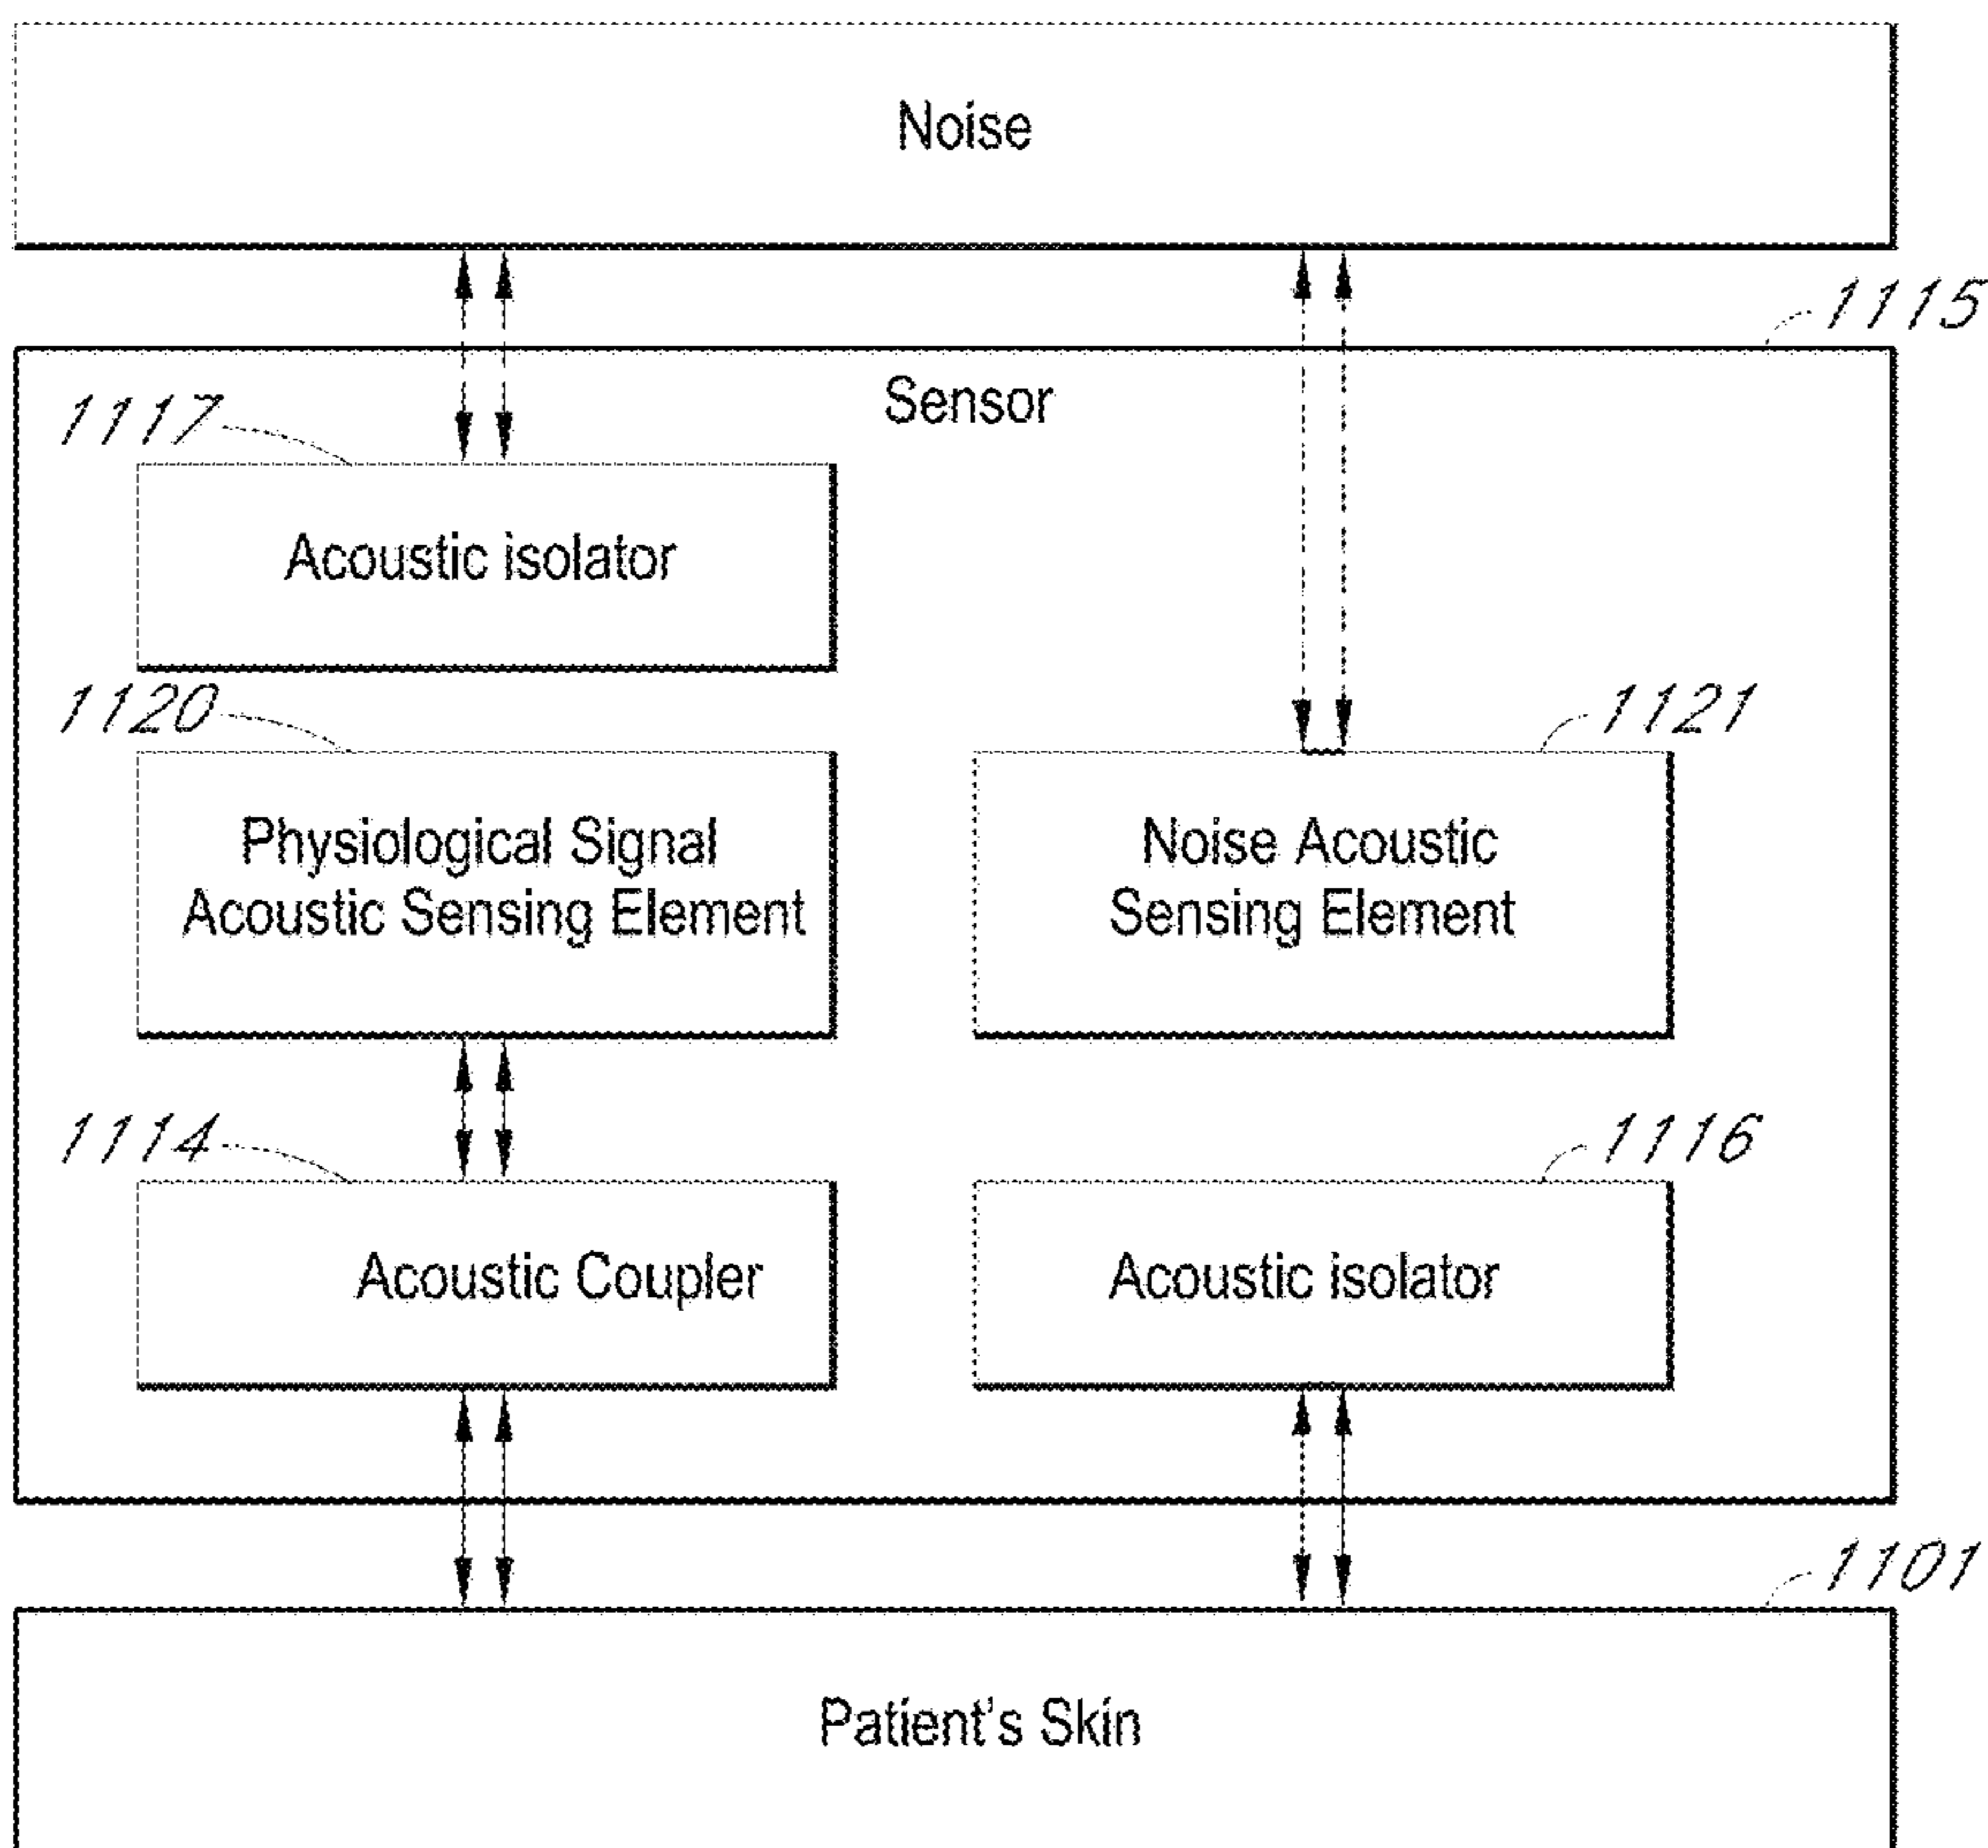 Noise
1115
Sensor
1117
Acoustic isolator
1120
1121
Physiological Signal
Acoustic Sensing Element
Noise Acoustic
Sensing Element
1114
1116
Acoustic Coupler
Acoustic isolator
1101
Patient's Skin